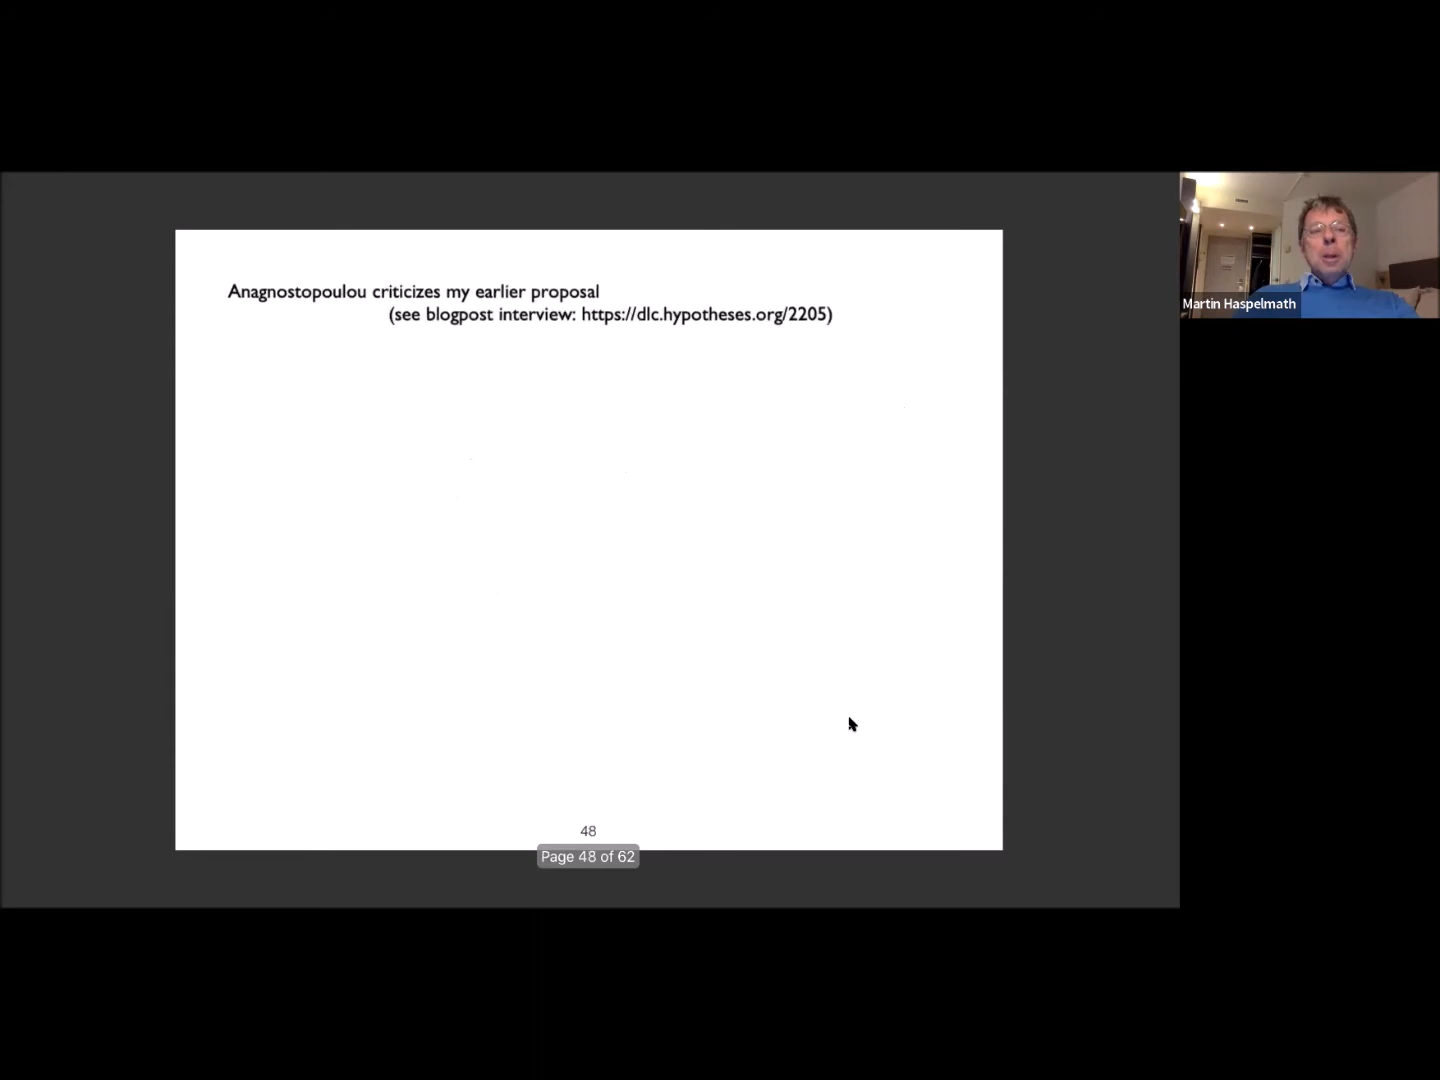 Anagnostopoulou criticizes my earlier proposal
(see blogpost interview: https://dlc.hypotheses.org/2205)
Martin Haspelmath
48
Page 48 of 62